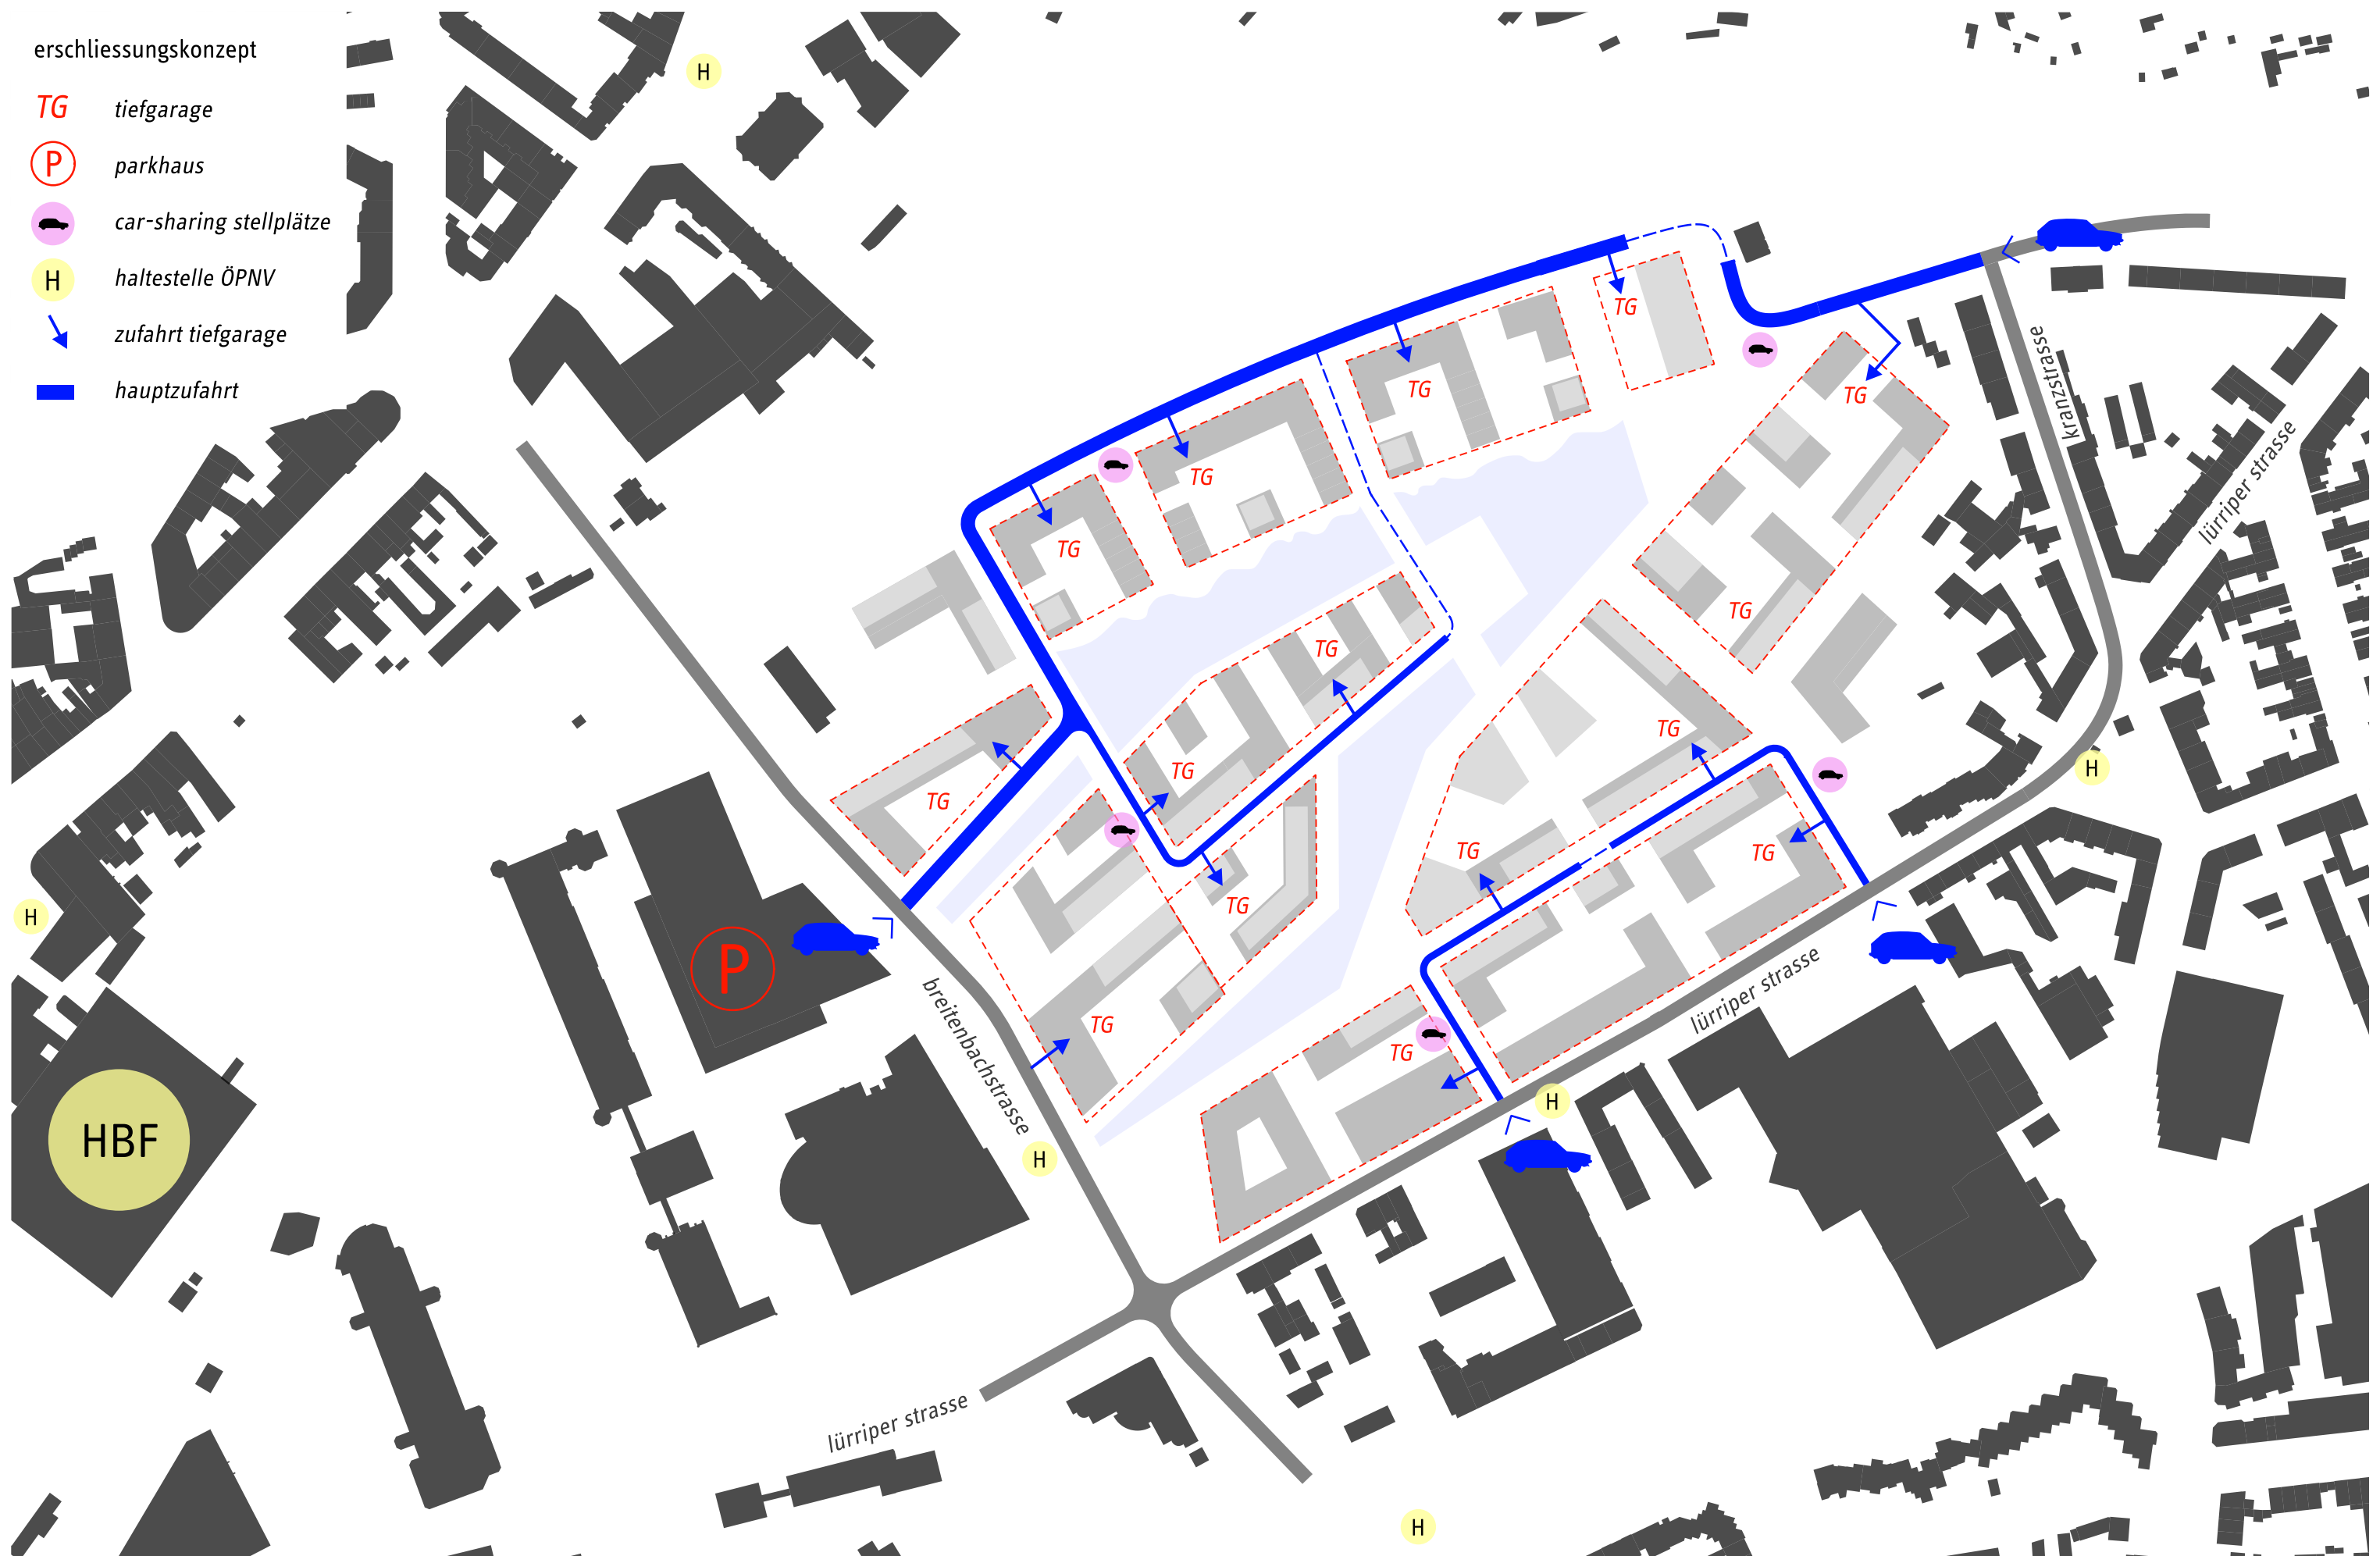 erschliessungskonzept
TG tiefgarage
P parkhaus
car-sharing stellplätze
H haltestelle ÖPNV
zufahrt tiefgarage
hauptzufahrt
H
TG
TG
TG
TG
TG
TG
kranzstrasse
lürriper strasse
TG
TG
TG
TG
TG
TG
TG
TG
H
H
P
TG
TG
TG
breitenbachstrasse
lürriper strasse
HBF
H
H
lürriper strasse
H